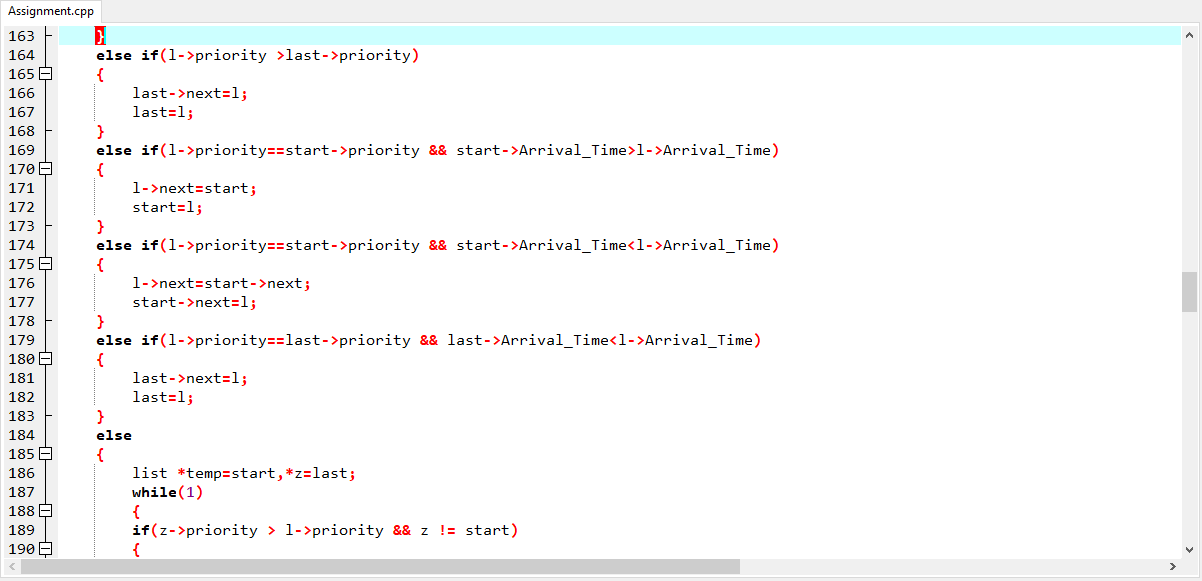 Assignment.cpp
163 }
164 else if(l->priority >last->priority)
165 {
166 last->next=l;
167 last=l;
168 }
169 else if(l->priority==start->priority && start->Arrival_Time>l->Arrival_Time)
170 {
171 l->next=start;
172 start=l;
173 }
174 else if(l->priority==start->priority && start->Arrival_Time<l->Arrival_Time)
175 {
176 l->next=start->next;
177 start->next=l;
178 }
179 else if(l->priority==last->priority && last->Arrival_Time<l->Arrival_Time)
180 {
181 last->next=l;
182 last=l;
183 }
184 else
185 {
186 list *temp=start,*z=last;
187 while(1)
188 {
189 if(z->priority > l->priority && z != start)
190 {